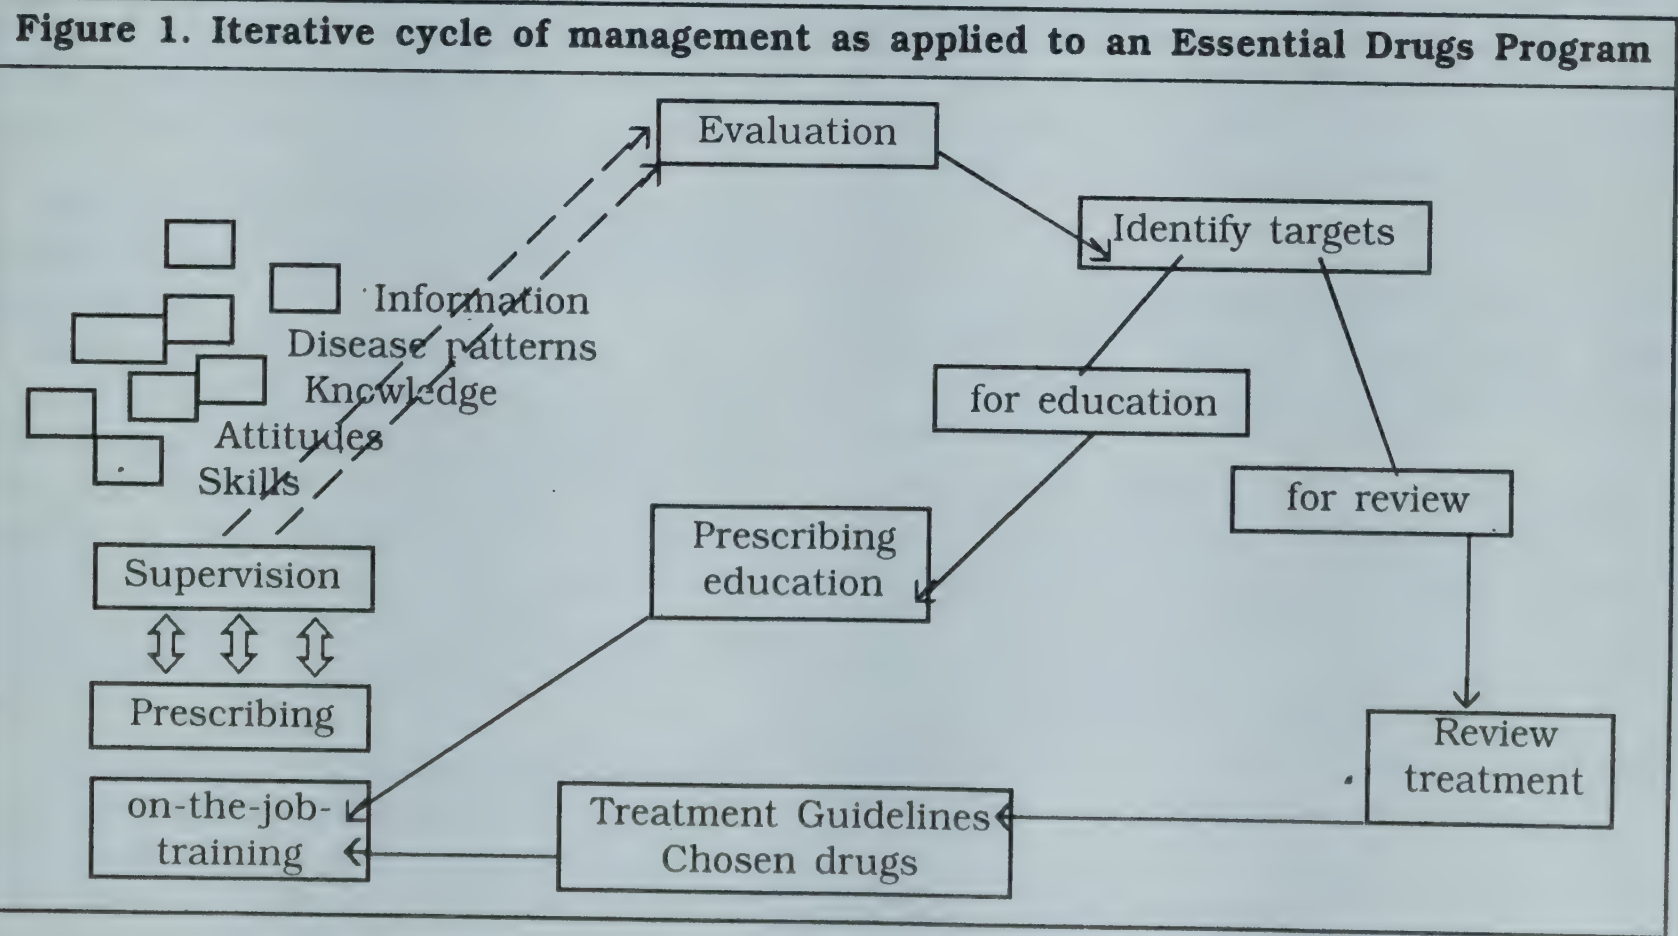 Figure 1. Iterative cycle of management as applied to an Essential Drugs Program
Evaluation
Identify targets
Information
Disease patterns
Knowledge
Attitudes
Skills
for education
for review
Prescribing
education
Supervision
Prescribing
Review
treatment
on-the-job-
training
Treatment Guidelines
Chosen drugs